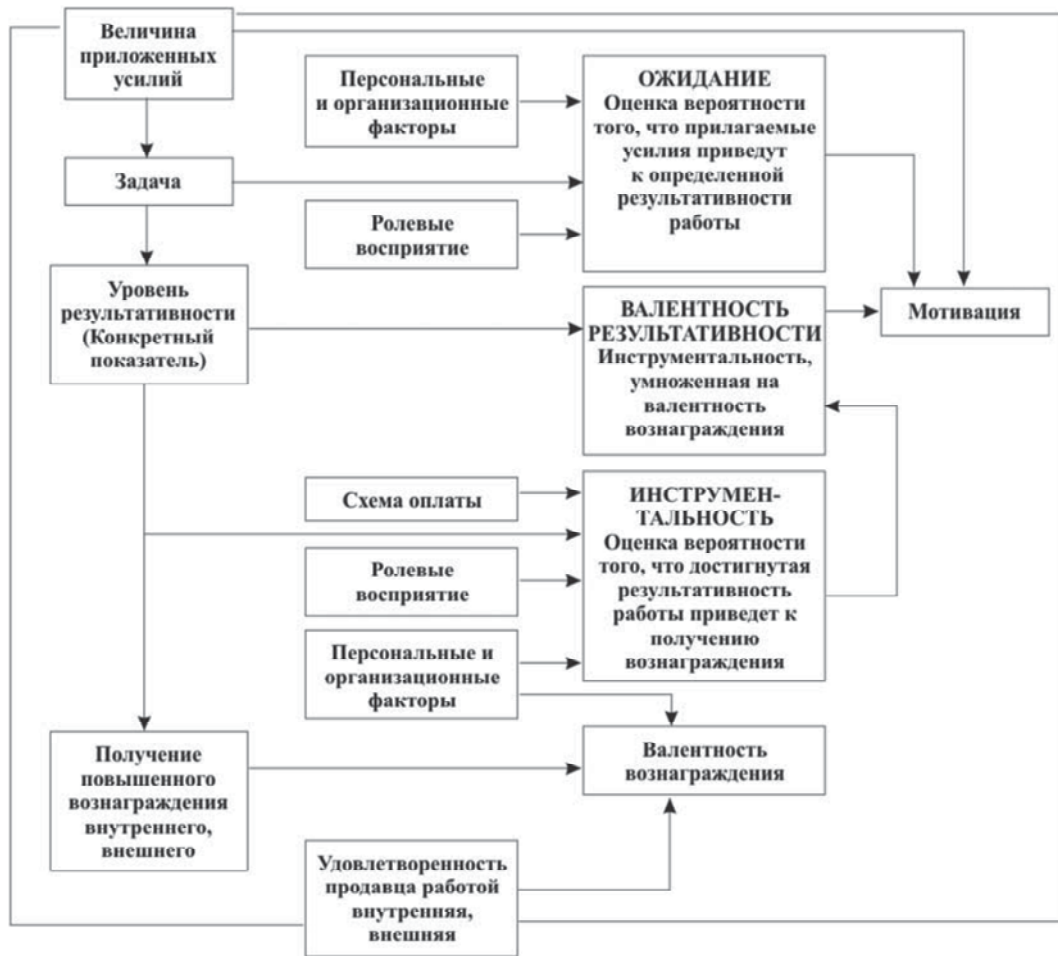 Величина
приложенных
усилий
Персональные
и организационные
факторы
ОЖИДАНИЕ
Оценка вероятности
того, что прилагаемые
усилия приведут
к определенной
результативности
работы
Задача
Ролевые
восприятие
Уровень
результативности
(Конкретный
показатель)
ВАЛЕНТНОСТЬ
РЕЗУЛЬТАТИВНОСТИ
Инструментальность,
умноженная на
валентность
вознаграждения
Мотивация
Схема оплаты
ИНСТРУМЕН-
ТАЛЬНОСТЬ
Оценка вероятности
того, что достигнутая
результативность
работы приведет к
получению
вознаграждения
Ролевые
восприятие
Персональные и
организационные
факторы
Получение
повышенного
вознаграждения
внутреннего,
внешнего
Валентность
вознаграждения
Удовлетворенность
продавца работой
внутренняя,
внешняя